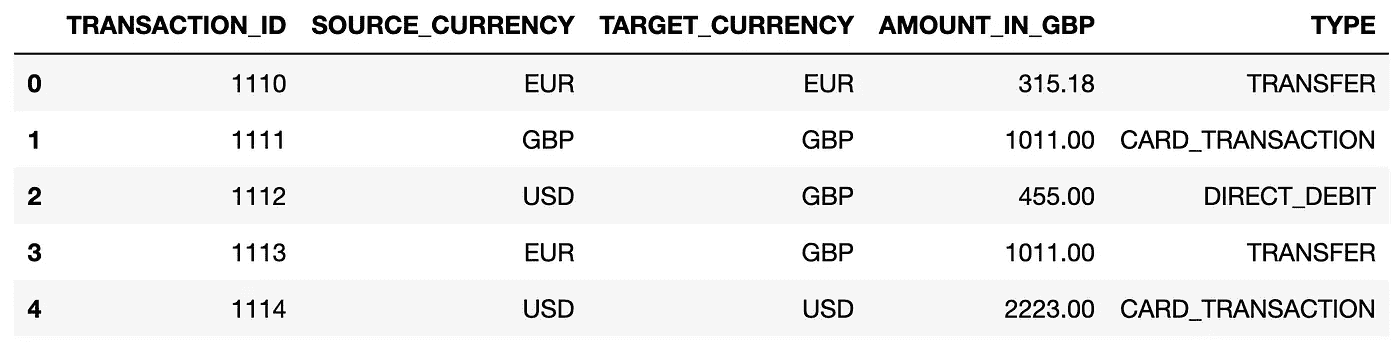 TRANSACTION_ID SOURCE_CURRENCY TARGET_CURRENCY AMOUNT_IN_GBP TYPE
0 1110 EUR EUR 315.18 TRANSFER
1 1111 GBP GBP 1011.00 CARD_TRANSACTION
2 1112 USD GBP 455.00 DIRECT_DEBIT
3 1113 EUR GBP 1011.00 TRANSFER
4 1114 USD USD 2223.00 CARD_TRANSACTION